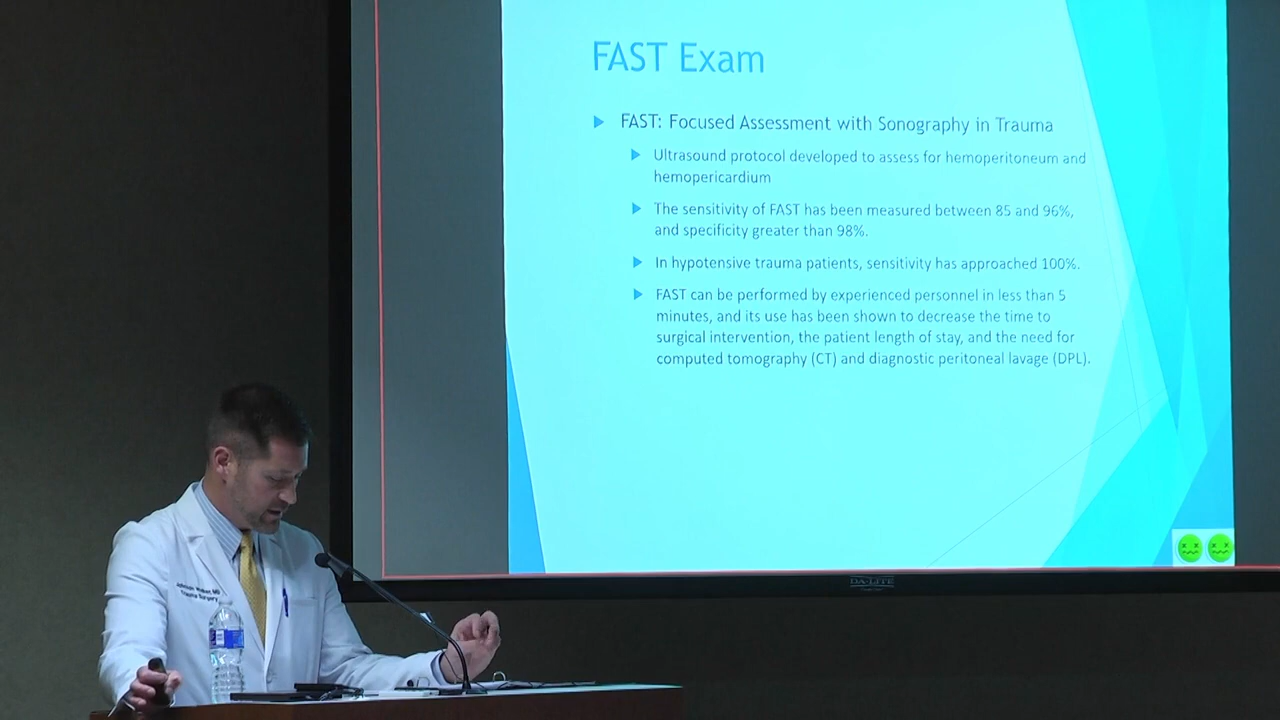 FAST Exam
FAST: Focused Assessment with Sonography in Trauma
Ultrasound protocol developed to assess for hemoperitoneum and
hemopericardium
The sensitivity of FAST has been measured between 85 and 96%,
and specificity greater than 98%.
In hypotensive trauma patients, sensitivity has approached 100%.
FAST can be performed by experienced personnel in less than 5
minutes, and its use has been shown to decrease the time to
surgical intervention, the patient length of stay, and the need for
computed tomography (CT) and diagnostic peritoneal lavage (DPL).
DA-LITE
MD
Trauma Surgery